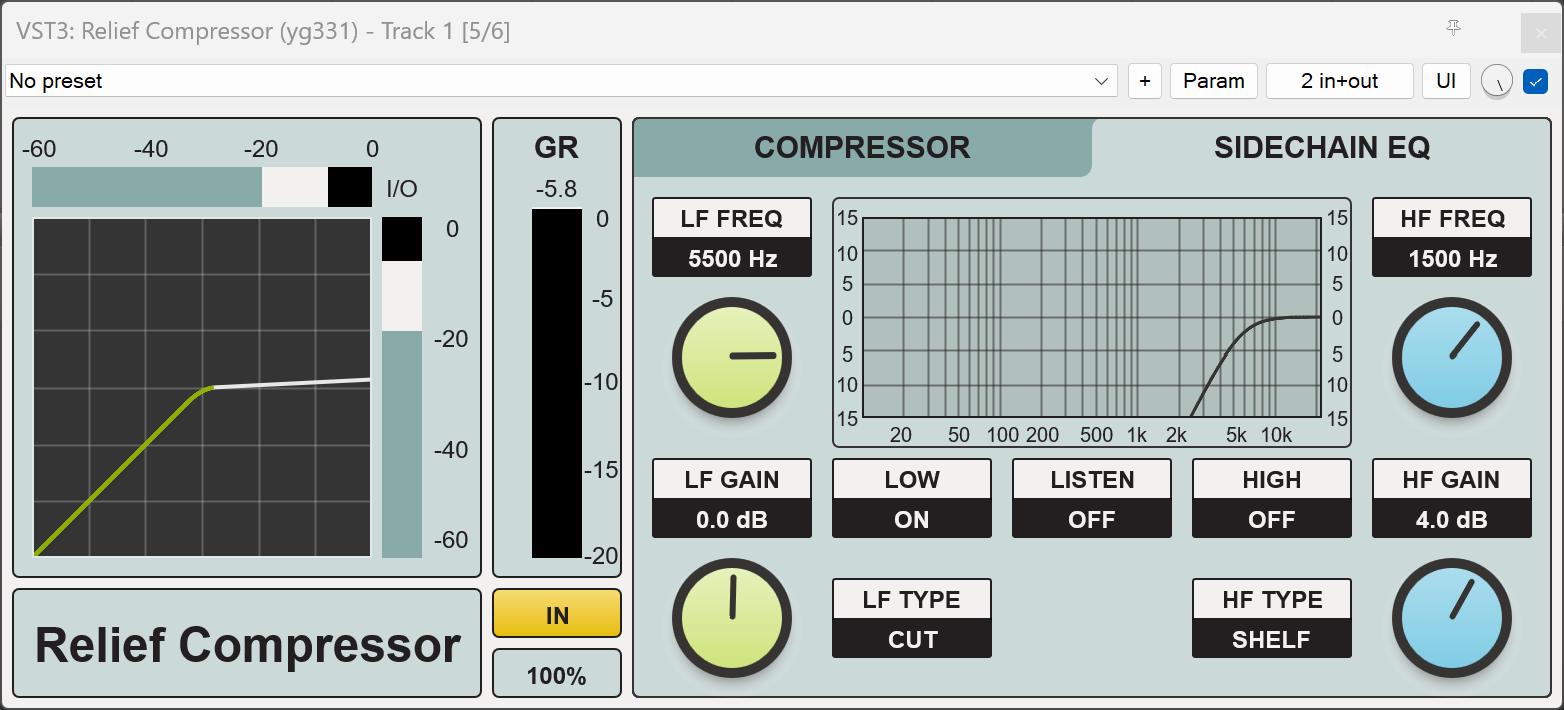 VST3: Relief Compressor (yg331) - Track 1 [5/6]
No preset
+
Param
2 in+out
UI
-60 -40 -20 0
I/O
0
-20
-40
-60
Relief Compressor
GR
-5.8
0
-5
-10
-15
-20
IN
100%
COMPRESSOR
SIDECHAIN EQ
LF FREQ
5500 Hz
15 15
10 10
5 5
0 0
5 5
10 10
15 15
20 50 100 200 500 1k 2k 5k 10k
HF FREQ
1500 Hz
LF GAIN
0.0 dB
LOW
ON
LISTEN
OFF
HIGH
OFF
HF GAIN
4.0 dB
LF TYPE
CUT
HF TYPE
SHELF